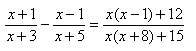 (x+1)/(x+3) − (x−1)/(x+5) = (x(x−1)+12)/(x(x+8)+15)